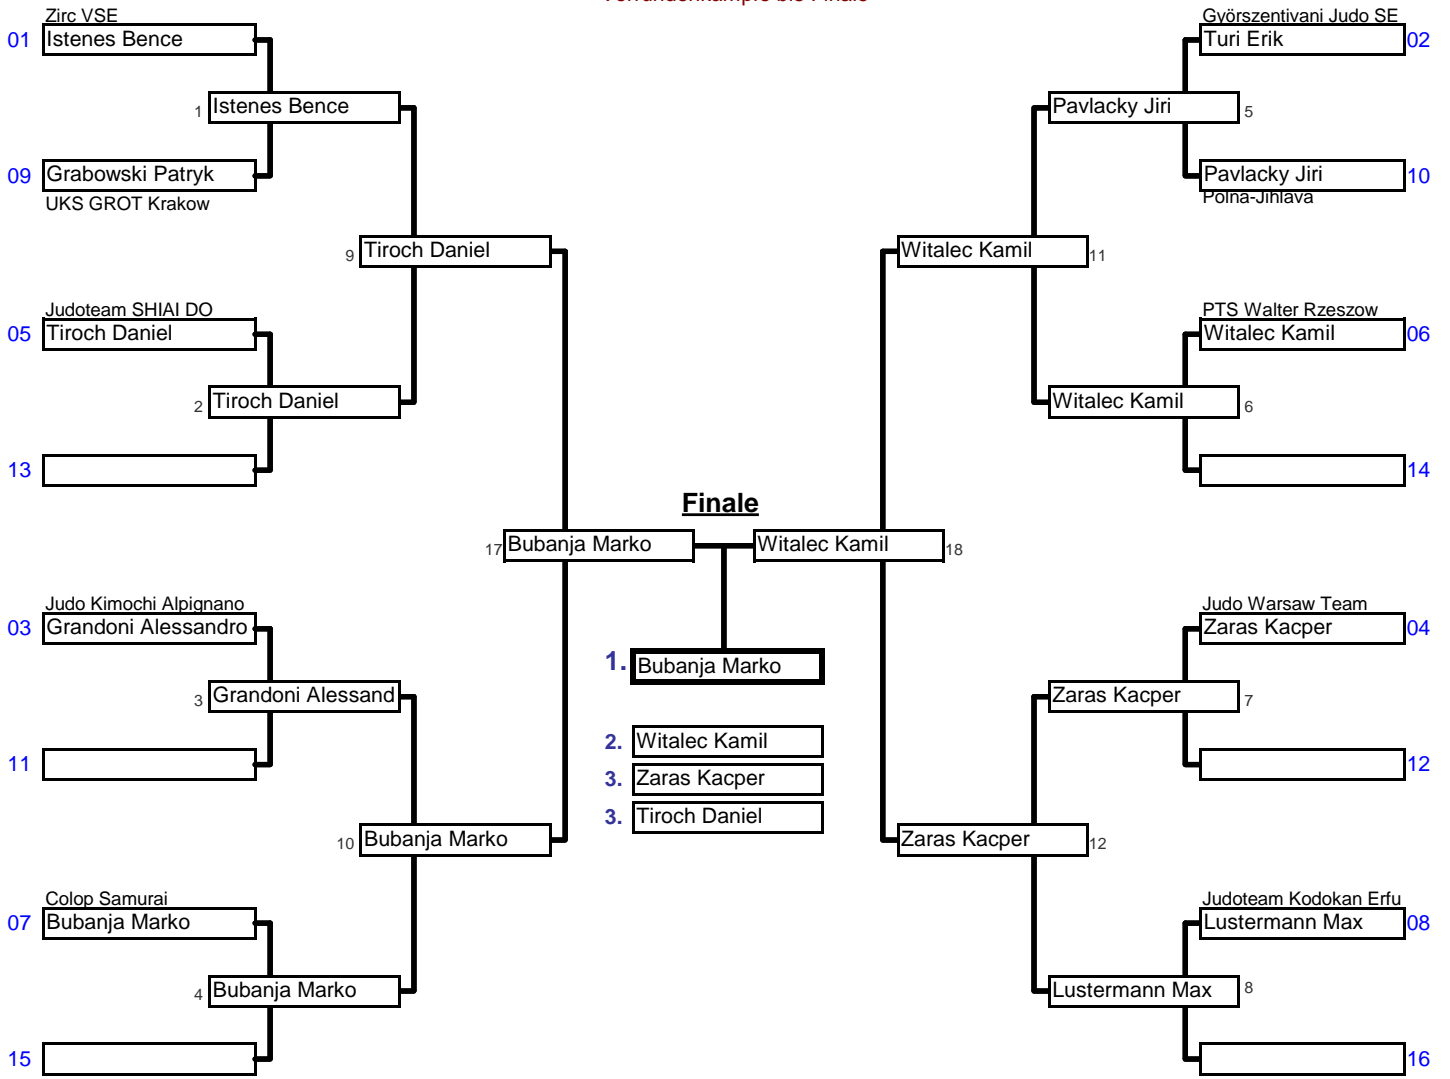 Zirc VSE
01 Istenes Bence
1 Istenes Bence
09 Grabowski Patryk
UKS GROT Krakow
9 Tiroch Daniel
Judoteam SHIAI DO
05 Tiroch Daniel
2 Tiroch Daniel
13
17 Bubanja Marko
Judo Kimochi Alpignano
03 Grandoni Alessandro
3 Grandoni Alessand
11
10 Bubanja Marko
Colop Samurai
07 Bubanja Marko
4 Bubanja Marko
15
Finale
1. Bubanja Marko
2. Witalec Kamil
3. Zaras Kacper
3. Tiroch Daniel
Györszentivani Judo SE
Turi Erik 02
Pavlacky Jiri 5
Pavlacky Jiri 10
Polna-Jihlava
Witalec Kamil 11
PTS Walter Rzeszow
Witalec Kamil 06
Witalec Kamil 6
14
Witalec Kamil 18
Judo Warsaw Team
Zaras Kacper 04
Zaras Kacper 7
12
Zaras Kacper 12
Judoteam Kodokan Erfu
Lustermann Max 08
Lustermann Max 8
16